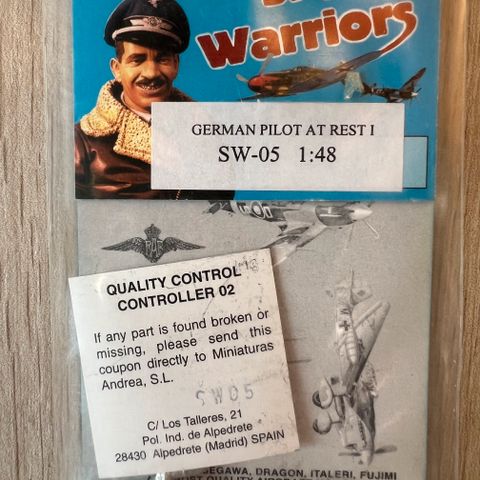 Warriors
GERMAN PILOT AT REST I
SW-05 1:48
QUALITY CONTROL
CONTROLLER 02
If any part is found broken or
missing, please send this
coupon directly to Miniaturas
Andrea, S.L.
SW05
C/ Los Talleres, 21
Pol. Ind. de Alpedrete
28430 Alpedrete (Madrid) SPAIN
DRAGON, ITALERI, FUJIMI